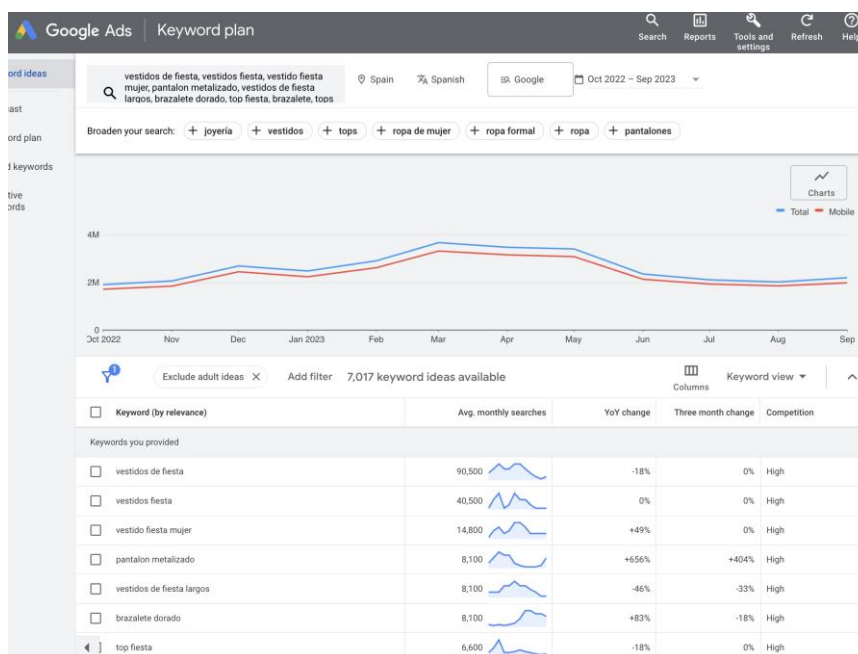 Google Ads | Keyword plan
Search
Reports
Tools and
settings
Refresh
Help
ord ideas
ast
ord plan
d keywords
tive
ords
vestidos de fiesta, vestidos fiesta, vestido fiesta
mujer, pantalon metalizado, vestidos de fiesta
largos, brazalete dorado, top fiesta, brazalete, tops
Spain
Spanish
Google
Oct 2022 – Sep 2023
Broaden your search: + joyería + vestidos + tops + ropa de mujer + ropa formal + ropa + pantalones
Charts
Total Mobile
4M
2M
0
Oct 2022 Nov Dec Jan 2023 Feb Mar Apr May Jun Jul Aug Sep
1
Exclude adult ideas Add filter 7,017 keyword ideas available
Columns
Keyword view
Keyword (by relevance) Avg. monthly searches YoY change Three month change Competition
Keywords you provided
vestidos de fiesta 90,500 -18% 0% High
vestidos fiesta 40,500 0% 0% High
vestido fiesta mujer 14,800 +49% 0% High
pantalon metalizado 8,100 +656% +404% High
vestidos de fiesta largos 8,100 -46% -33% High
brazalete dorado 8,100 +83% -18% High
top fiesta 6,600 -18% 0% High